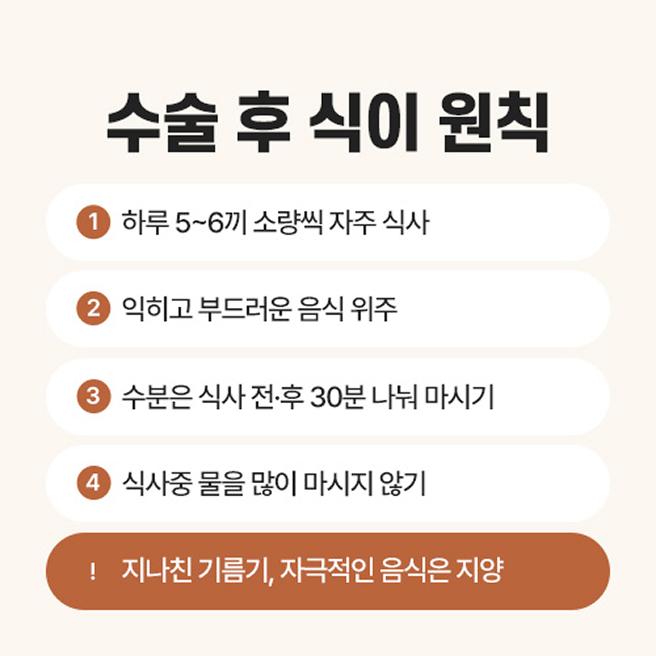 수술 후 식이 원칙
1 하루 5~6끼 소량씩 자주 식사
2 익히고 부드러운 음식 위주
3 수분은 식사 전·후 30분 나눠 마시기
4 식사중 물을 많이 마시지 않기
! 지나친 기름기, 자극적인 음식은 지양